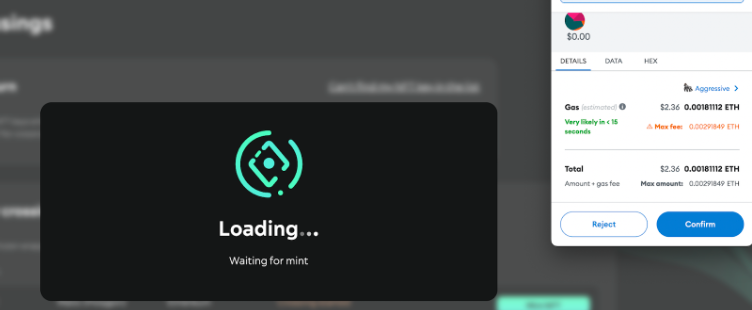 $0.00
DETAILS DATA HEX
Aggressive
Gas (estimated) $2.36 0.00181112 ETH
Very likely in < 15 seconds
Max fee: 0.00291849 ETH
Total $2.36 0.00181112 ETH
Amount + gas fee Max amount: 0.00291849 ETH
Reject Confirm
Loading...
Waiting for mint